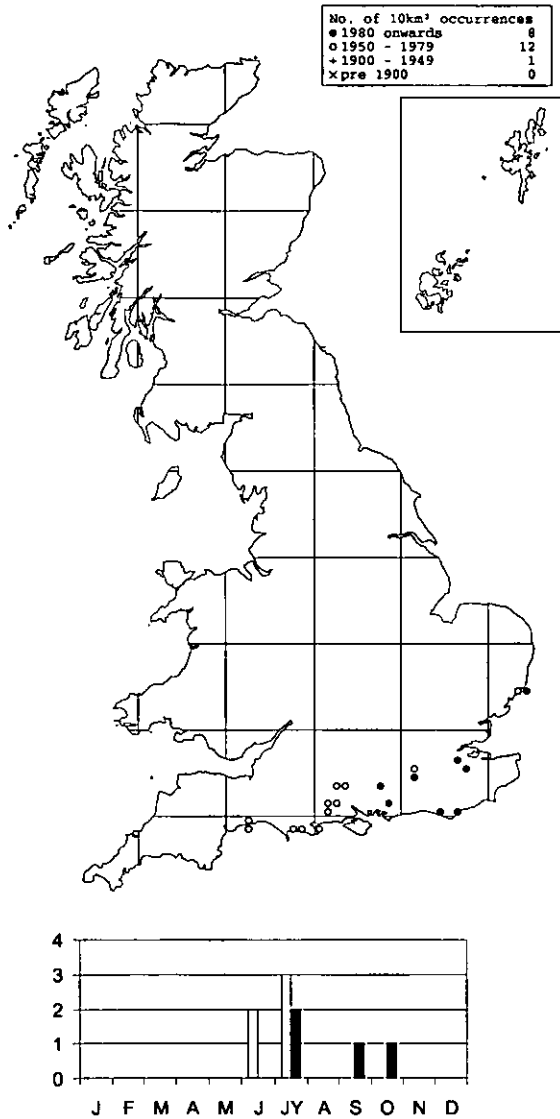 No. of 10km² occurrences
● 1980 onwards 8
○ 1950 - 1979 12
+ 1900 - 1949 1
× pre 1900 0
4
3
2
1
0
J F M A M J JY A S O N D